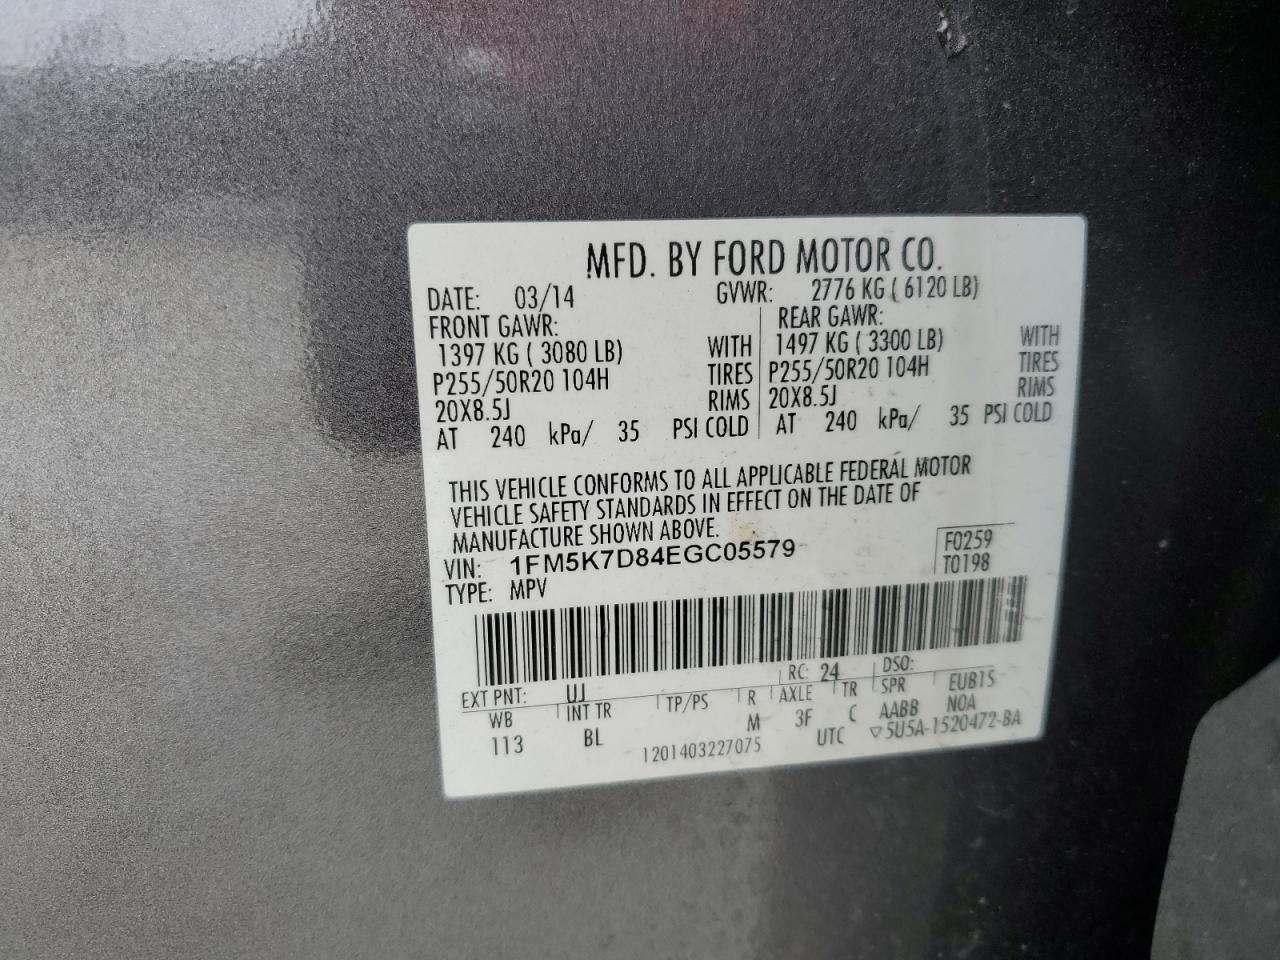 MFD. BY FORD MOTOR CO.
DATE: 03/14 GVWR: 2776 KG ( 6120 LB)
FRONT GAWR: REAR GAWR:
1397 KG ( 3080 LB) WITH 1497 KG ( 3300 LB) WITH
P255/50R20 104H TIRES P255/50R20 104H TIRES
20X8.5J RIMS 20X8.5J RIMS
AT 240 kPa/ 35 PSI COLD AT 240 kPa/ 35 PSI COLD
THIS VEHICLE CONFORMS TO ALL APPLICABLE FEDERAL MOTOR
VEHICLE SAFETY STANDARDS IN EFFECT ON THE DATE OF
MANUFACTURE SHOWN ABOVE.
VIN: 1FM5K7D84EGC05579 F0259
TYPE: MPV T0198
EXT PNT: UJ RC: 24 DSO:
WB INT TR TP/PS R AXLE TR SPR EUB1S
113 BL M 3F C AABB N0A
1201403227075 UTC ▽5U5A-1520472-BA